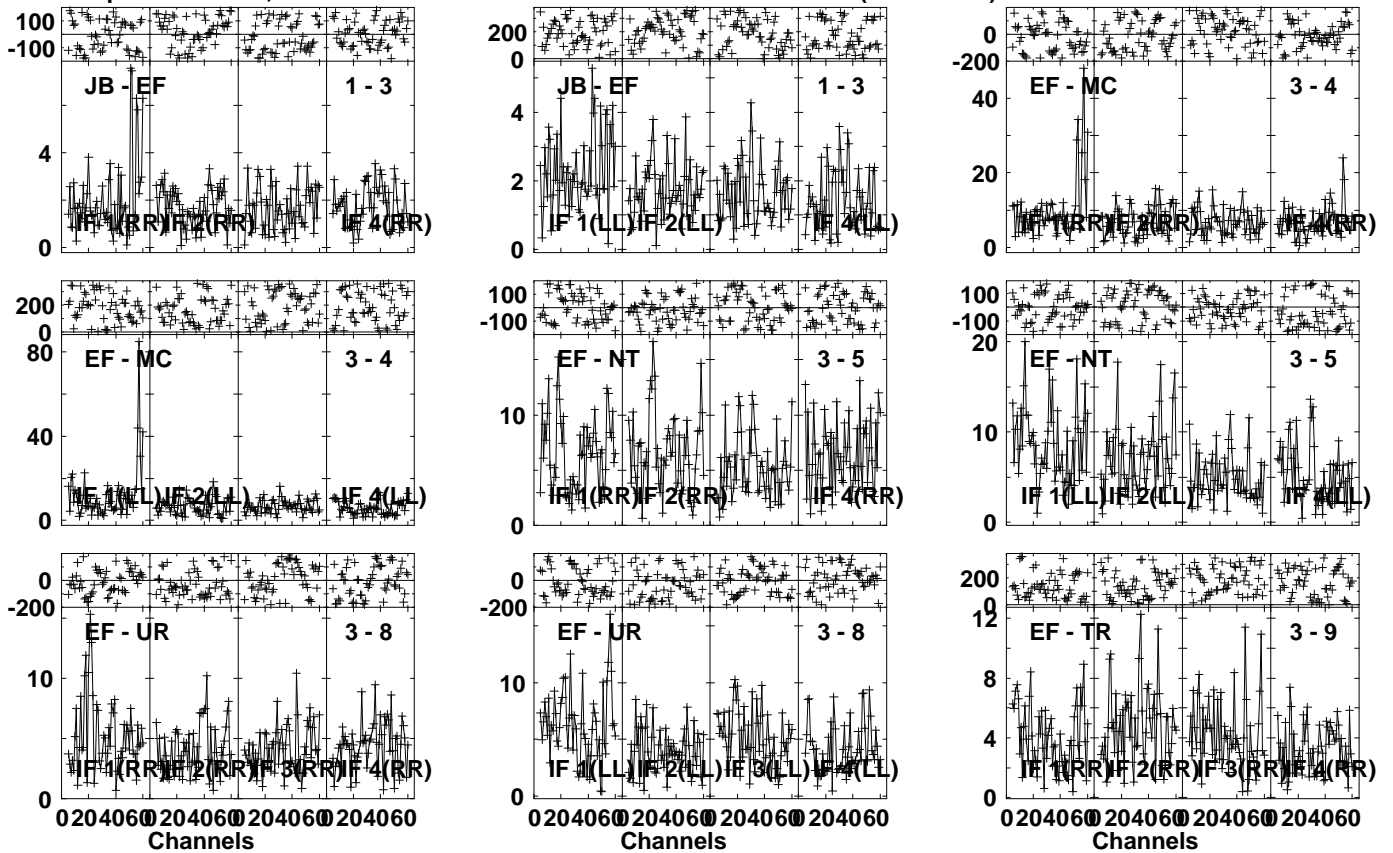 100
-100
JB - EF 1 - 3
4
0
IF 1(RR) IF 2(RR) IF 4(RR)
200
0
JB - EF 1 - 3
4
2
0
IF 1(LL) IF 2(LL) IF 4(LL)
0
-200
EF - MC 3 - 4
40
20
0
IF 1(RR) IF 2(RR) IF 4(RR)
200
0
EF - MC 3 - 4
80
40
0
IF 1(LL) IF 2(LL) IF 4(LL)
100
-100
EF - NT 3 - 5
10
0
IF 1(RR) IF 2(RR) IF 4(RR)
100
-100
EF - NT 3 - 5
20
10
0
IF 1(LL) IF 2(LL) IF 4(LL)
0
-200
EF - UR 3 - 8
10
0
IF 1(RR) IF 2(RR) IF 3(RR) IF 4(RR)
0 20 40 60 0 20 40 60 0 20 40 60 0 20 40 60
Channels
0
-200
EF - UR 3 - 8
10
0
IF 1(LL) IF 2(LL) IF 3(LL) IF 4(LL)
0 20 40 60 0 20 40 60 0 20 40 60 0 20 40 60
Channels
200
0
EF - TR 3 - 9
12
8
4
0
IF 1(RR) IF 2(RR) IF 3(RR) IF 4(RR)
0 20 40 60 0 20 40 60 0 20 40 60 0 20 40 60
Channels